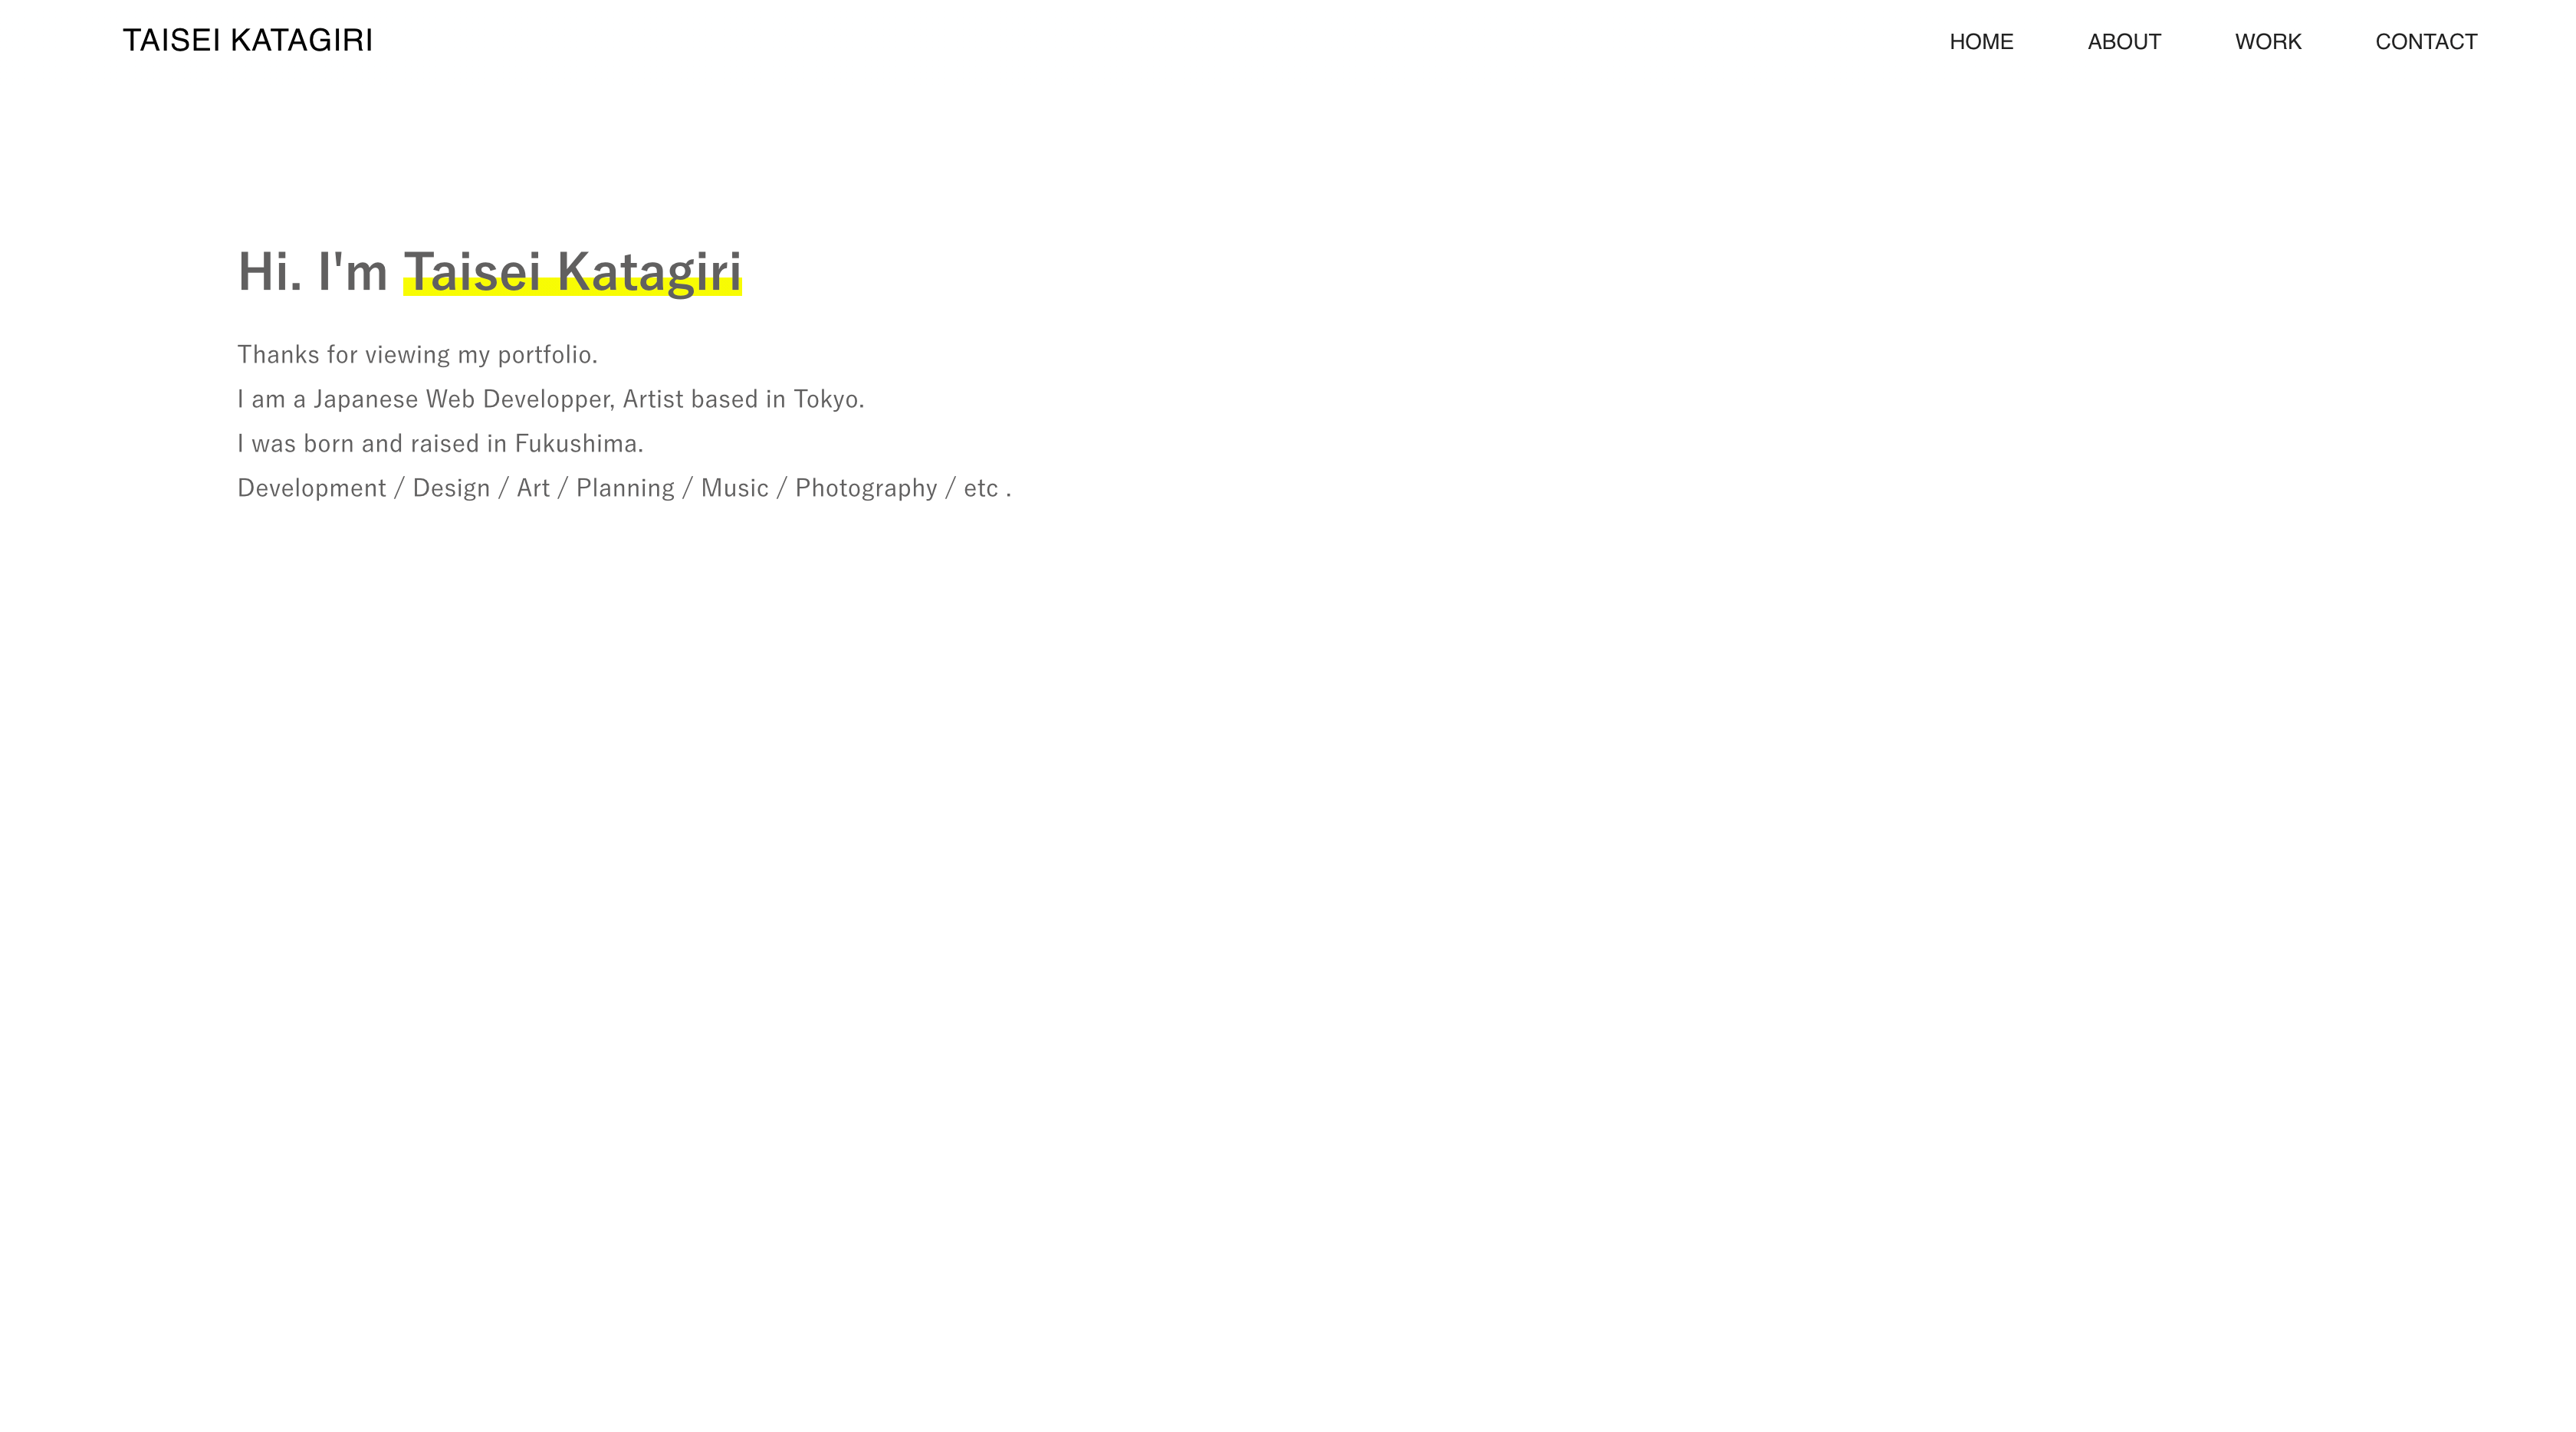 TAISEI KATAGIRI
HOME ABOUT WORK CONTACT
Hi. I'm Taisei Katagiri
Thanks for viewing my portfolio.
I am a Japanese Web Developper, Artist based in Tokyo.
I was born and raised in Fukushima.
Development / Design / Art / Planning / Music / Photography / etc .